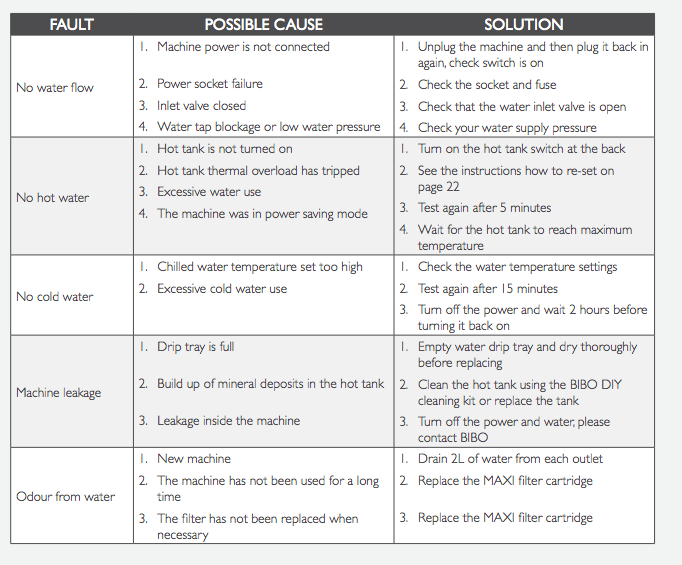 FAULT
POSSIBLE CAUSE
SOLUTION
No water flow
1. Machine power is not connected
2. Power socket failure
3. Inlet valve closed
4. Water tap blockage or low water pressure
1. Unplug the machine and then plug it back in
again, check switch is on
2. Check the socket and fuse
3. Check that the water inlet valve is open
4. Check your water supply pressure
No hot water
1. Hot tank is not turned on
2. Hot tank thermal overload has tripped
3. Excessive water use
4. The machine was in power saving mode
1. Turn on the hot tank switch at the back
2. See the instructions how to re-set on
page 22
3. Test again after 5 minutes
4. Wait for the hot tank to reach maximum
temperature
No cold water
1. Chilled water temperature set too high
2. Excessive cold water use
1. Check the water temperature settings
2. Test again after 15 minutes
3. Turn off the power and wait 2 hours before
turning it back on
Machine leakage
1. Drip tray is full
2. Build up of mineral deposits in the hot tank
3. Leakage inside the machine
1. Empty water drip tray and dry thoroughly
before replacing
2. Clean the hot tank using the BIBO DIY
cleaning kit or replace the tank
3. Turn off the power and water, please
contact BIBO
Odour from water
1. New machine
2. The machine has not been used for a long
time
3. The filter has not been replaced when
necessary
1. Drain 2L of water from each outlet
2. Replace the MAXI filter cartridge
3. Replace the MAXI filter cartridge